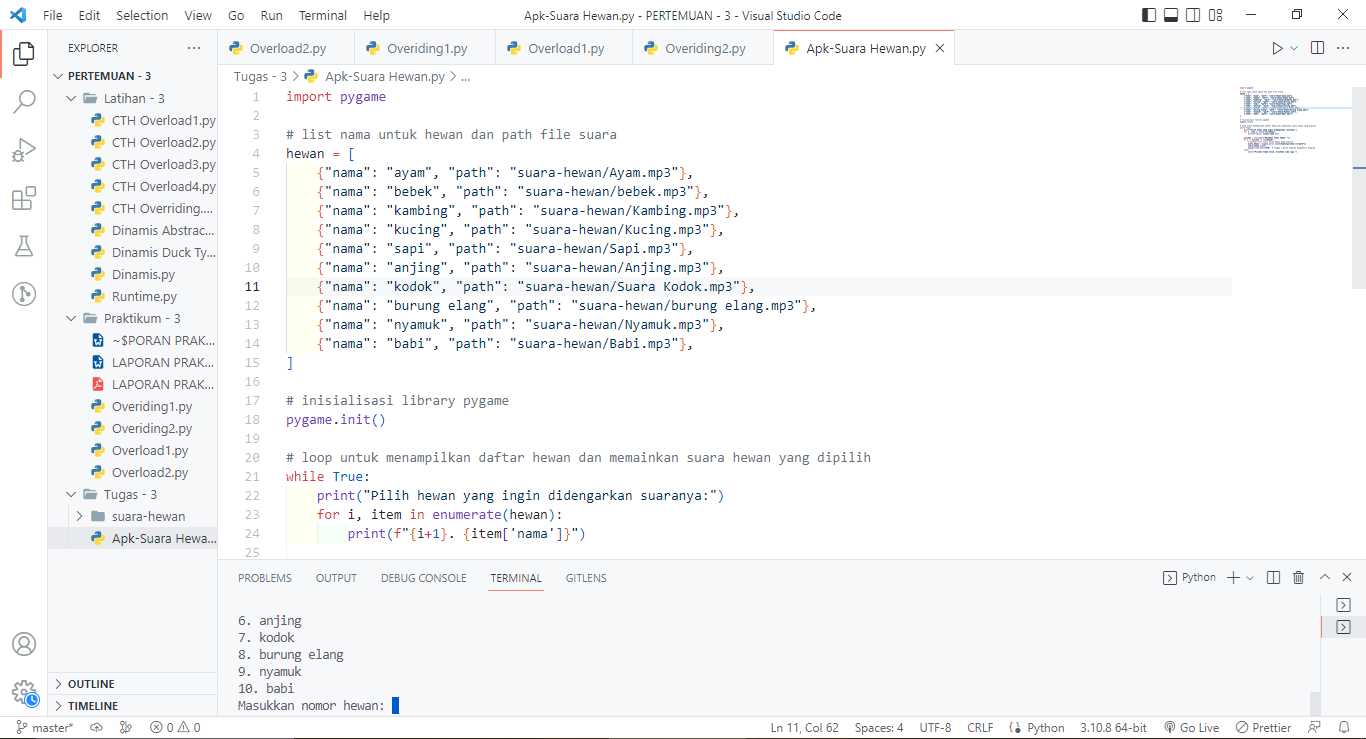 File Edit Selection View Go Run Terminal Help
Apk-Suara Hewan.py - PERTEMUAN - 3 - Visual Studio Code
EXPLORER
PERTEMUAN - 3
Latihan - 3
CTH Overload1.py
CTH Overload2.py
CTH Overload3.py
CTH Overload4.py
CTH Overriding....
Dinamis Abstrac...
Dinamis Duck Ty...
Dinamis.py
Runtime.py
Praktikum - 3
~$PORAN PRAK...
LAPORAN PRAK...
LAPORAN PRAK...
Overiding1.py
Overiding2.py
Overload1.py
Overload2.py
Tugas - 3
suara-hewan
Apk-Suara Hewa...
OUTLINE
TIMELINE
Overload2.py Overiding1.py Overload1.py Overiding2.py Apk-Suara Hewan.py
Tugas - 3 > Apk-Suara Hewan.py > ...
1 import pygame
2
3 # list nama untuk hewan dan path file suara
4 hewan = [
5 {"nama": "ayam", "path": "suara-hewan/Ayam.mp3"},
6 {"nama": "bebek", "path": "suara-hewan/bebek.mp3"},
7 {"nama": "kambing", "path": "suara-hewan/Kambing.mp3"},
8 {"nama": "kucing", "path": "suara-hewan/Kucing.mp3"},
9 {"nama": "sapi", "path": "suara-hewan/Sapi.mp3"},
10 {"nama": "anjing", "path": "suara-hewan/Anjing.mp3"},
11 {"nama": "kodok", "path": "suara-hewan/Suara Kodok.mp3"},
12 {"nama": "burung elang", "path": "suara-hewan/burung elang.mp3"},
13 {"nama": "nyamuk", "path": "suara-hewan/Nyamuk.mp3"},
14 {"nama": "babi", "path": "suara-hewan/Babi.mp3"},
15 ]
16
17 # inisialisasi library pygame
18 pygame.init()
19
20 # loop untuk menampilkan daftar hewan dan memainkan suara hewan yang dipilih
21 while True:
22 print("Pilih hewan yang ingin didengarkan suaranya:")
23 for i, item in enumerate(hewan):
24 print(f"{i+1}. {item['nama']}")
25
PROBLEMS OUTPUT DEBUG CONSOLE TERMINAL GITLENS
Python
6. anjing
7. kodok
8. burung elang
9. nyamuk
10. babi
Masukkan nomor hewan:
master* 0 0 Ln 11, Col 62 Spaces: 4 UTF-8 CRLF Python 3.10.8 64-bit Go Live Prettier